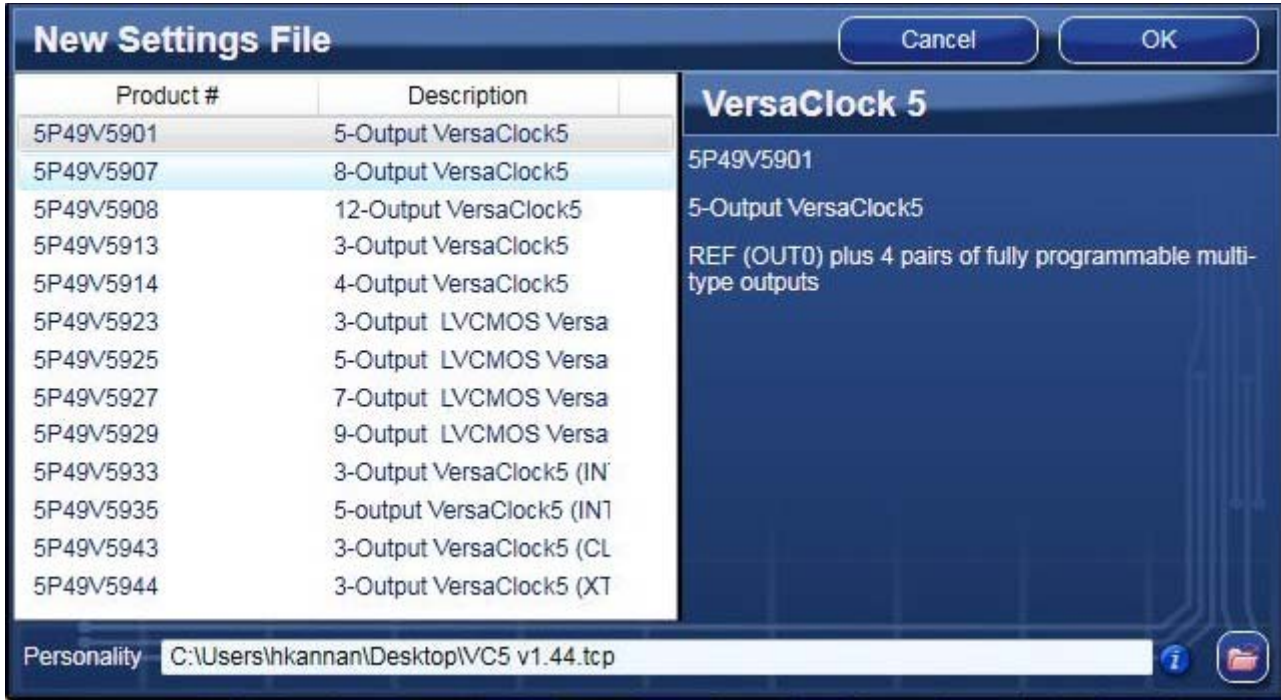 New Settings File
Cancel
OK
Product #
Description
5P49V5901 5-Output VersaClock5
5P49V5907 8-Output VersaClock5
5P49V5908 12-Output VersaClock5
5P49V5913 3-Output VersaClock5
5P49V5914 4-Output VersaClock5
5P49V5923 3-Output LVCMOS Versa
5P49V5925 5-Output LVCMOS Versa
5P49V5927 7-Output LVCMOS Versa
5P49V5929 9-Output LVCMOS Versa
5P49V5933 3-Output VersaClock5 (IN
5P49V5935 5-output VersaClock5 (INT
5P49V5943 3-Output VersaClock5 (CL
5P49V5944 3-Output VersaClock5 (XT
VersaClock 5
5P49V5901
5-Output VersaClock5
REF (OUT0) plus 4 pairs of fully programmable multi-
type outputs
Personality C:\Users\hkannan\Desktop\VC5 v1.44.tcp